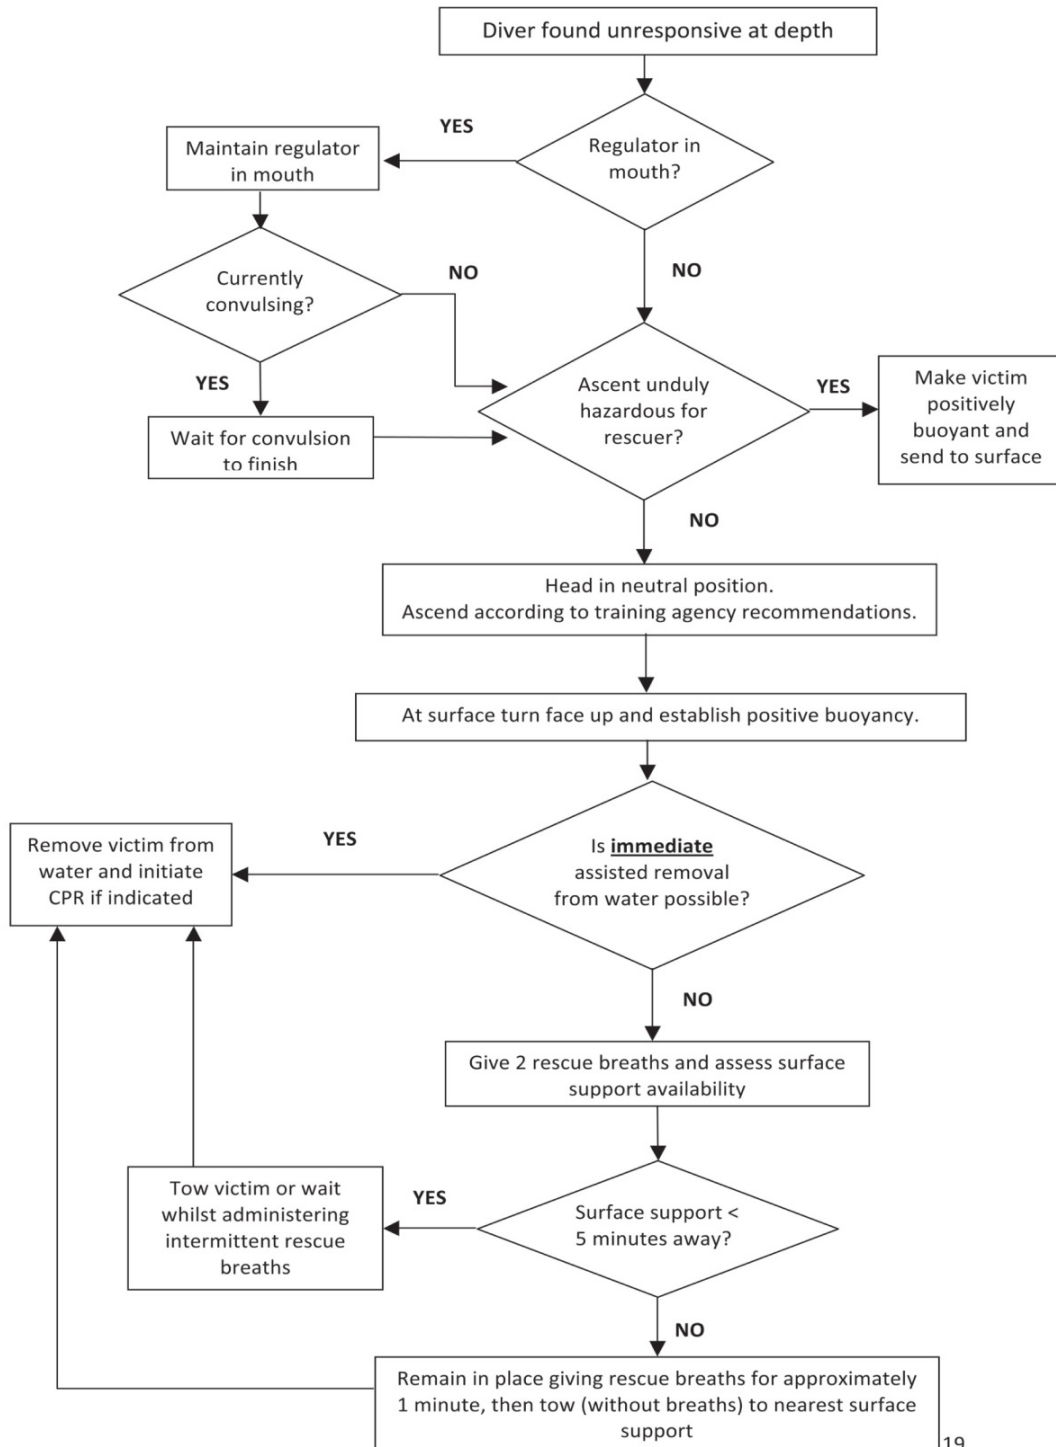 Diver found unresponsive at depth
YES
Regulator in
mouth?
Maintain regulator
in mouth
NO
Currently
convulsing?
NO
YES
Wait for convulsion
to finish
Ascent unduly
hazardous for
rescuer?
YES
Make victim
positively
buoyant and
send to surface
NO
Head in neutral position.
Ascend according to training agency recommendations.
At surface turn face up and establish positive buoyancy.
Is immediate
assisted removal
from water possible?
YES
Remove victim from
water and initiate
CPR if indicated
NO
Give 2 rescue breaths and assess surface
support availability
Surface support <
5 minutes away?
YES
Tow victim or wait
whilst administering
intermittent rescue
breaths
NO
Remain in place giving rescue breaths for approximately
1 minute, then tow (without breaths) to nearest surface
support
19